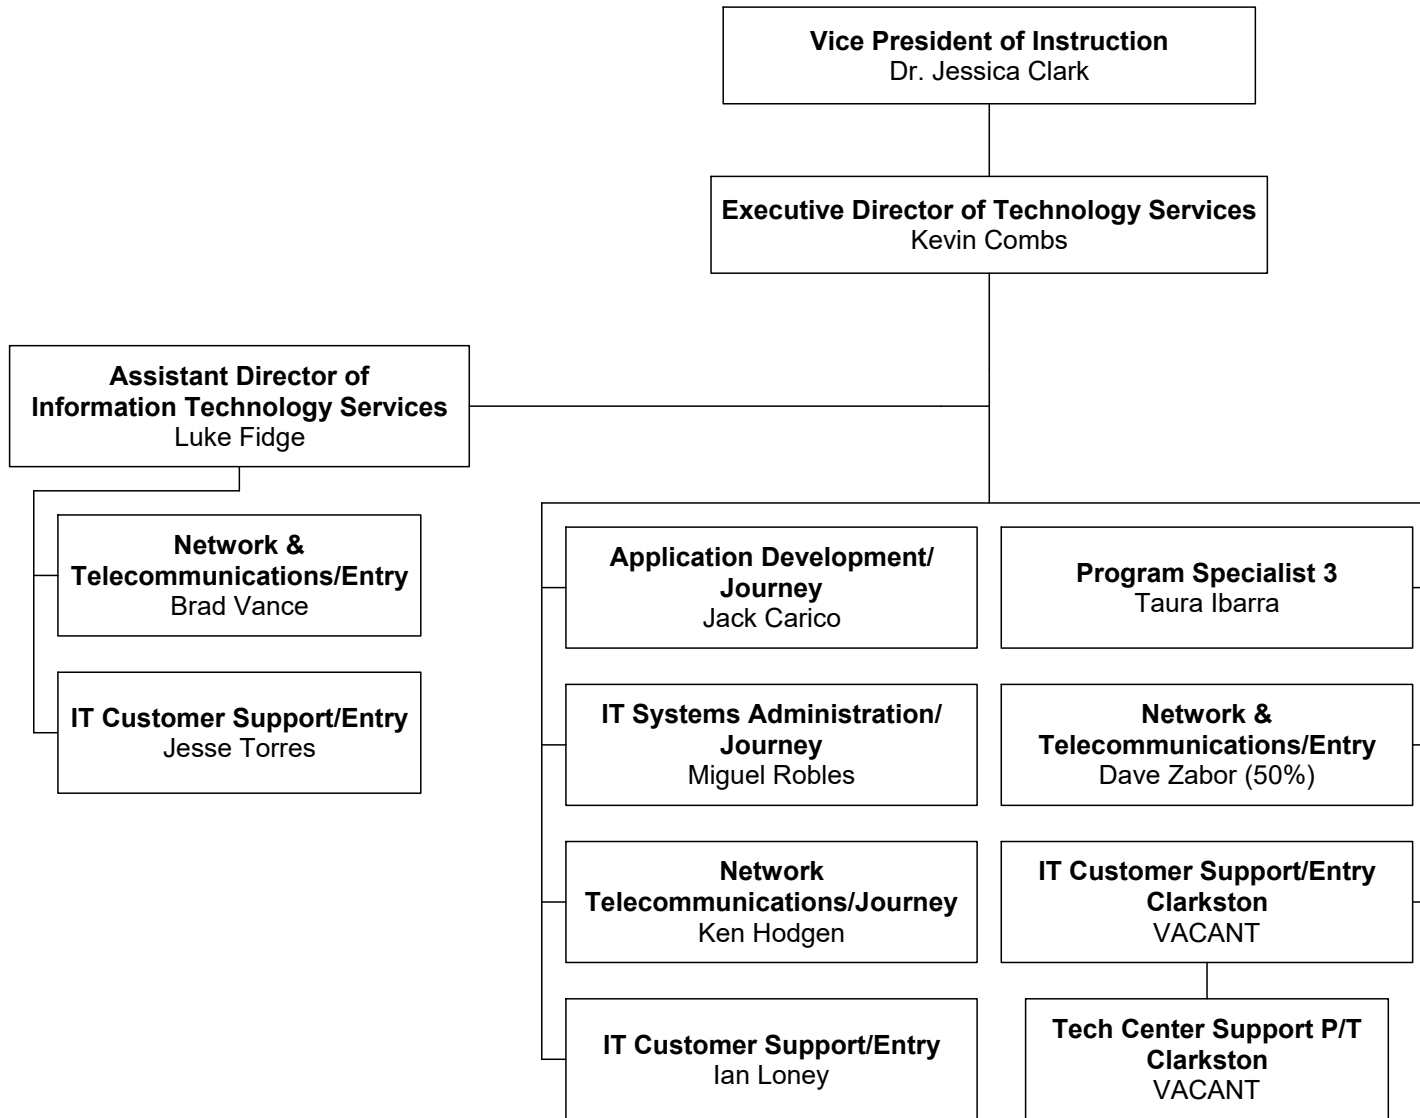 Vice President of Instruction
Dr. Jessica Clark
Executive Director of Technology Services
Kevin Combs
Assistant Director of
Information Technology Services
Luke Fidge
Network &
Telecommunications/Entry
Brad Vance
IT Customer Support/Entry
Jesse Torres
Application Development/
Journey
Jack Carico
Program Specialist 3
Taura Ibarra
IT Systems Administration/
Journey
Miguel Robles
Network &
Telecommunications/Entry
Dave Zabor (50%)
Network
Telecommunications/Journey
Ken Hodgen
IT Customer Support/Entry
Clarkston
VACANT
IT Customer Support/Entry
Ian Loney
Tech Center Support P/T
Clarkston
VACANT